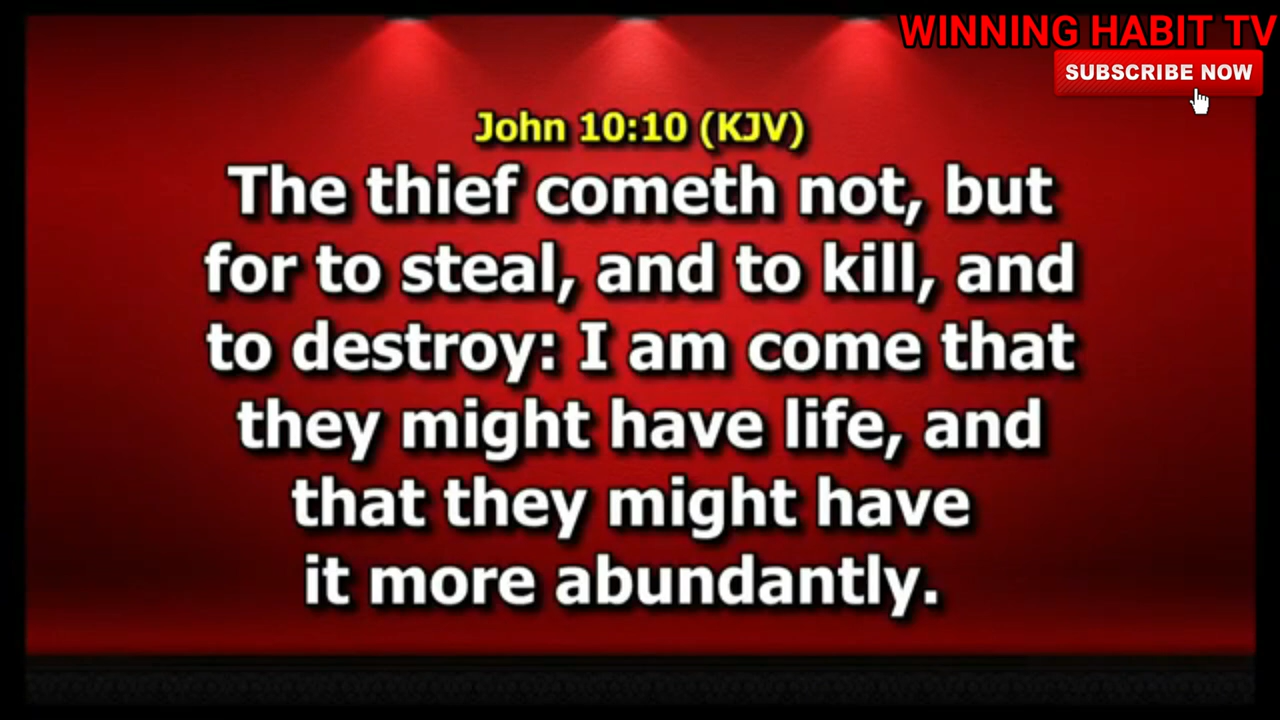 WINNING HABIT TV
SUBSCRIBE NOW
John 10:10 (KJV)
The thief cometh not, but
for to steal, and to kill, and
to destroy: I am come that
they might have life, and
that they might have
it more abundantly.